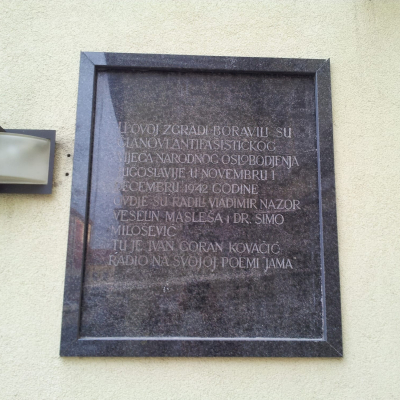 U OVOJ ZGRADI BORAVILI SU
ČLANOVI ANTIFAŠISTIČKOG
VIJEĆA NARODNOG OSLOBODJENJA
JUGOSLAVIJE U NOVEMBRU I
DECEMBRU 1942 GODINE
OVDJE SU RADILI VLADIMIR NAZOR
VESELIN MASLEŠA I DR. SIMO
MILOŠEVIĆ
TU JE IVAN GORAN KOVAČIĆ
RADIO NA SVOJOJ POEMI "JAMA"